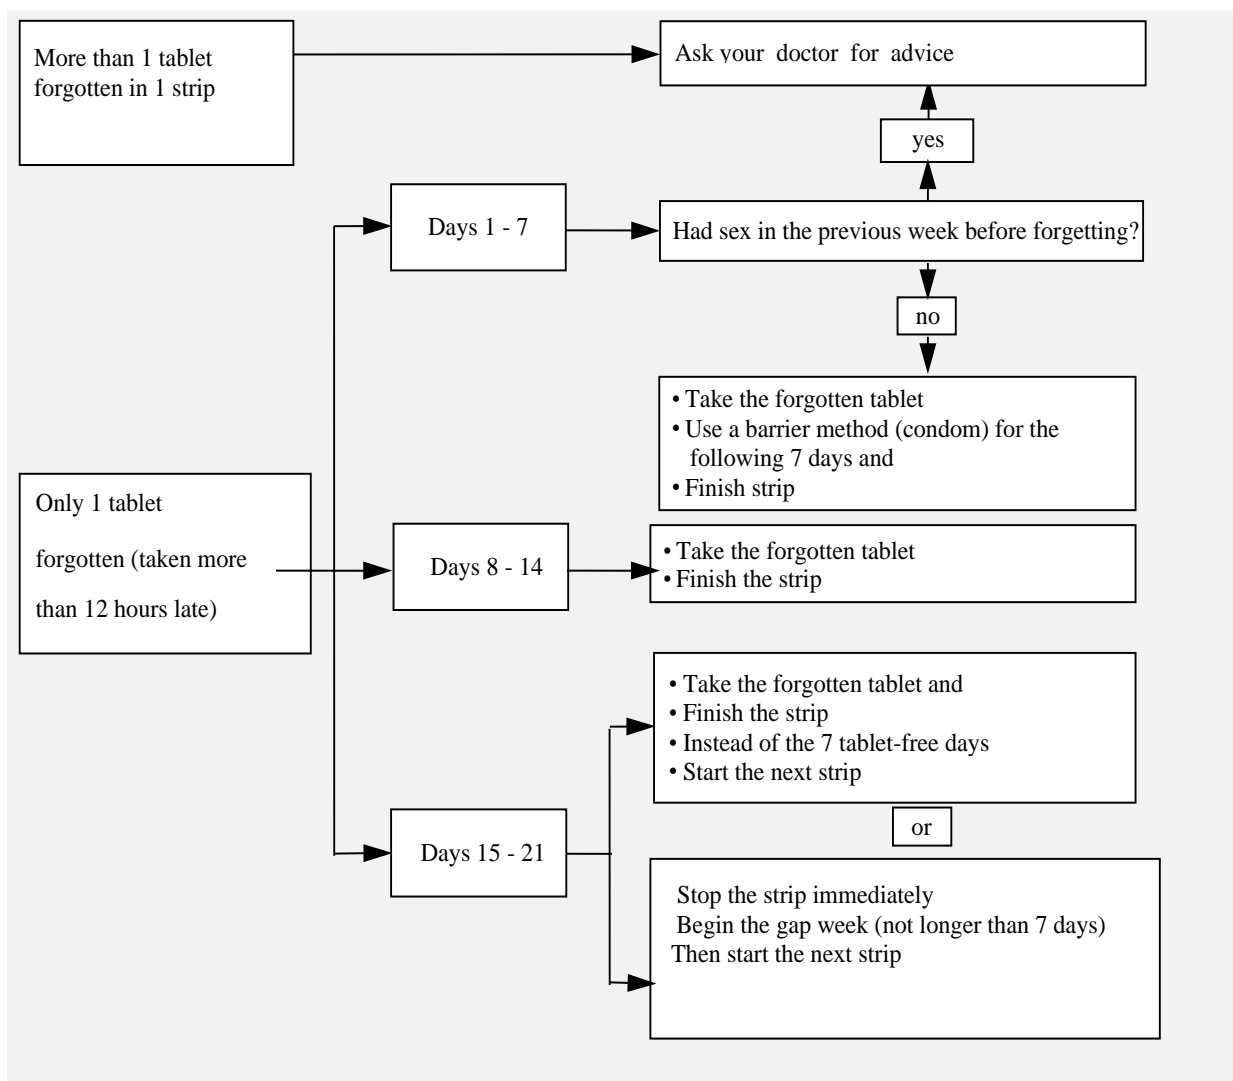 More than 1 tablet
forgotten in 1 strip
Ask your doctor for advice
yes
Days 1 - 7
Had sex in the previous week before forgetting?
no
• Take the forgotten tablet
• Use a barrier method (condom) for the
following 7 days and
• Finish strip
Only 1 tablet
forgotten (taken more
than 12 hours late)
Days 8 - 14
• Take the forgotten tablet
• Finish the strip
Days 15 - 21
• Take the forgotten tablet and
• Finish the strip
• Instead of the 7 tablet-free days
• Start the next strip
or
Stop the strip immediately
Begin the gap week (not longer than 7 days)
Then start the next strip